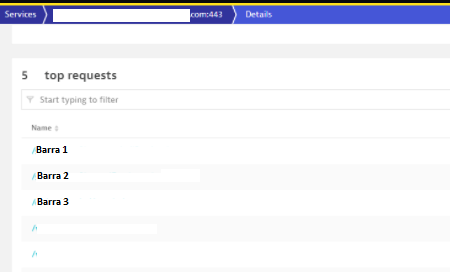 Services .com:443 Details
5 top requests
Start typing to filter
Name
/Barra 1
/Barra 2
/Barra 3
/
/